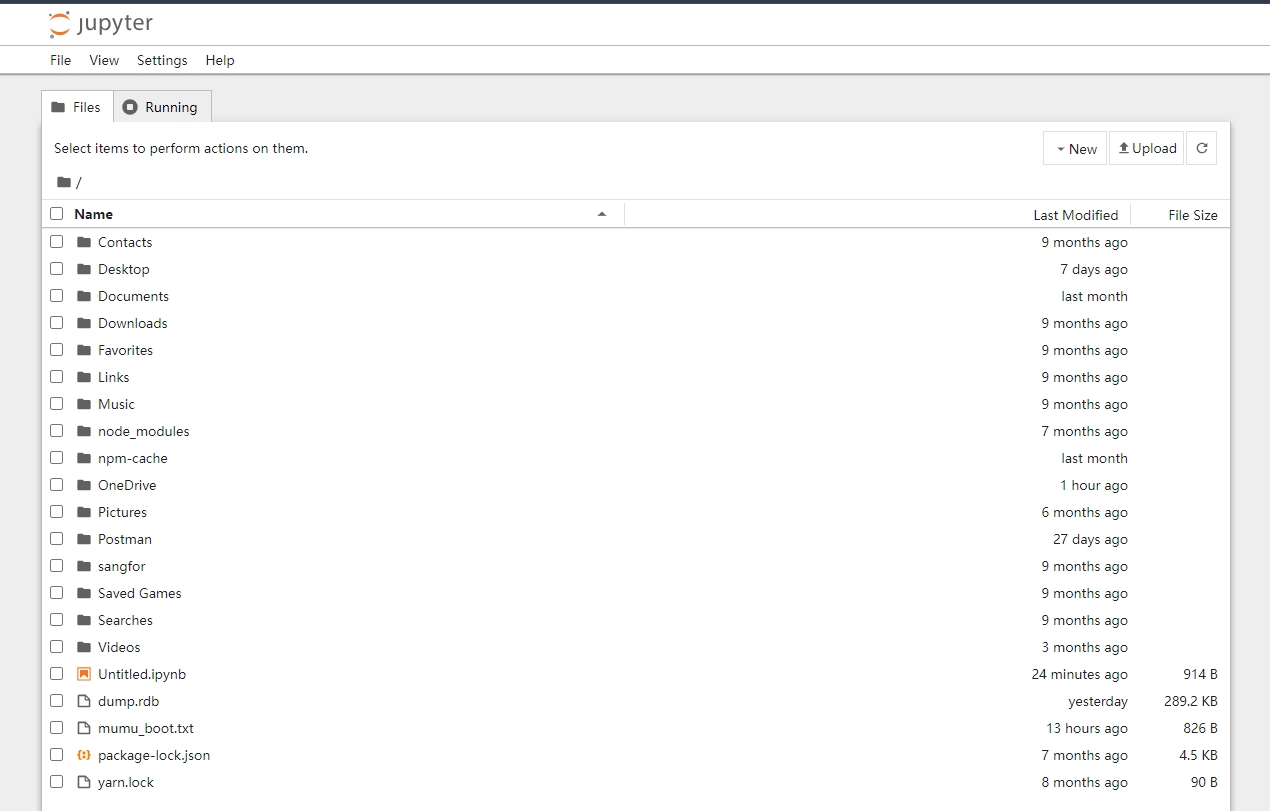 jupyter
File View Settings Help
Files Running
Select items to perform actions on them. New Upload
/
Name Last Modified File Size
Contacts 9 months ago
Desktop 7 days ago
Documents last month
Downloads 9 months ago
Favorites 9 months ago
Links 9 months ago
Music 9 months ago
node_modules 7 months ago
npm-cache last month
OneDrive 1 hour ago
Pictures 6 months ago
Postman 27 days ago
sangfor 9 months ago
Saved Games 9 months ago
Searches 9 months ago
Videos 3 months ago
Untitled.ipynb 24 minutes ago 914 B
dump.rdb yesterday 289.2 KB
mumu_boot.txt 13 hours ago 826 B
package-lock.json 7 months ago 4.5 KB
yarn.lock 8 months ago 90 B